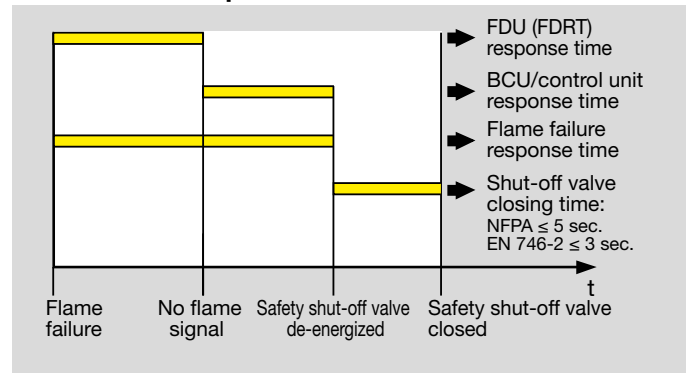 FDU (FDRT)
response time
BCU/control unit
response time
Flame failure
response time
Shut-off valve
closing time:
NFPA ≤ 5 sec.
EN 746-2 ≤ 3 sec.
t
Flame
failure
No flame
signal
Safety shut-off valve
de-energized
Safety shut-off valve
closed